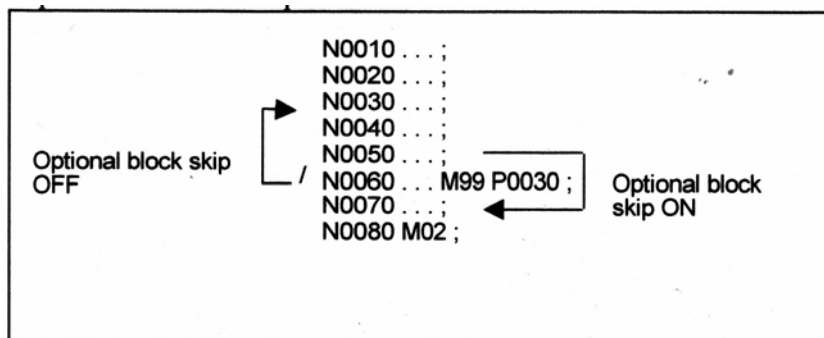 N0010 . . . ;
N0020 . . . ;
N0030 . . . ;
N0040 . . . ;
N0050 . . . ;
/ N0060 . . . M99 P0030 ;
N0070 . . . ;
N0080 M02 ;
Optional block skip
OFF
Optional block
skip ON